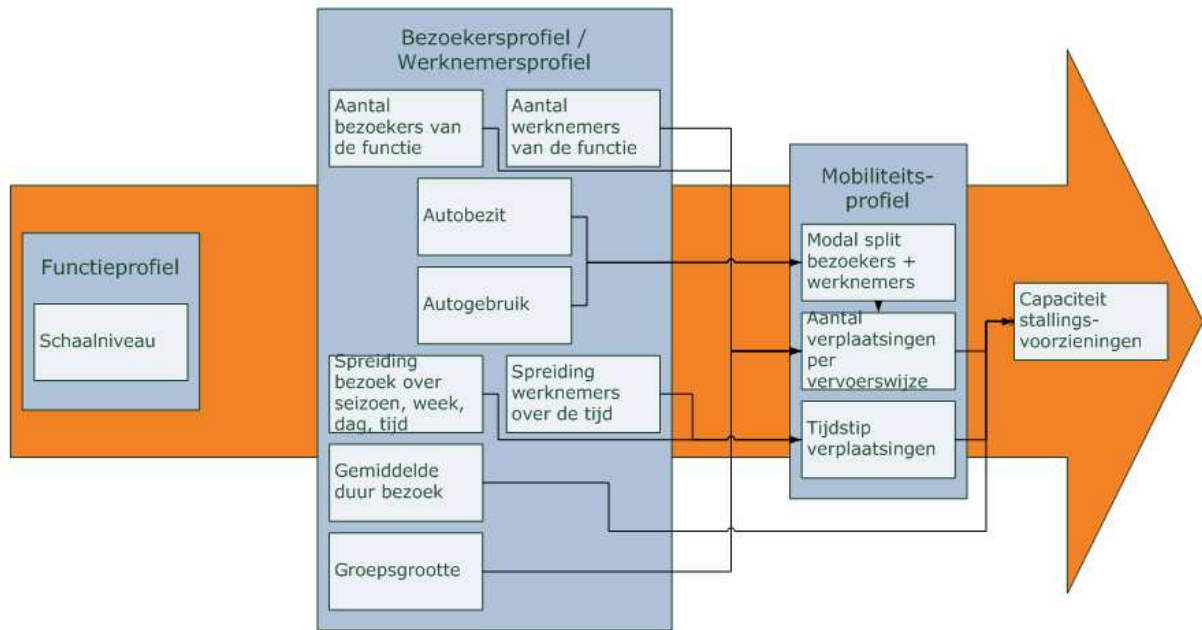 Functieprofiel
Schaalniveau
Bezoekersprofiel /
Werknemersprofiel
Aantal
bezoekers van
de functie
Aantal
werknemers
van de functie
Autobezit
Autogebruik
Spreiding
bezoek over
seizoen, week,
dag, tijd
Spreiding
werknemers
over de tijd
Gemiddelde
duur bezoek
Groepsgrootte
Mobiliteits-
profiel
Modal split
bezoekers +
werknemers
Aantal
verplaatsingen
per
vervoerswijze
Tijdstip
verplaatsingen
Capaciteit
stallings-
voorzieningen